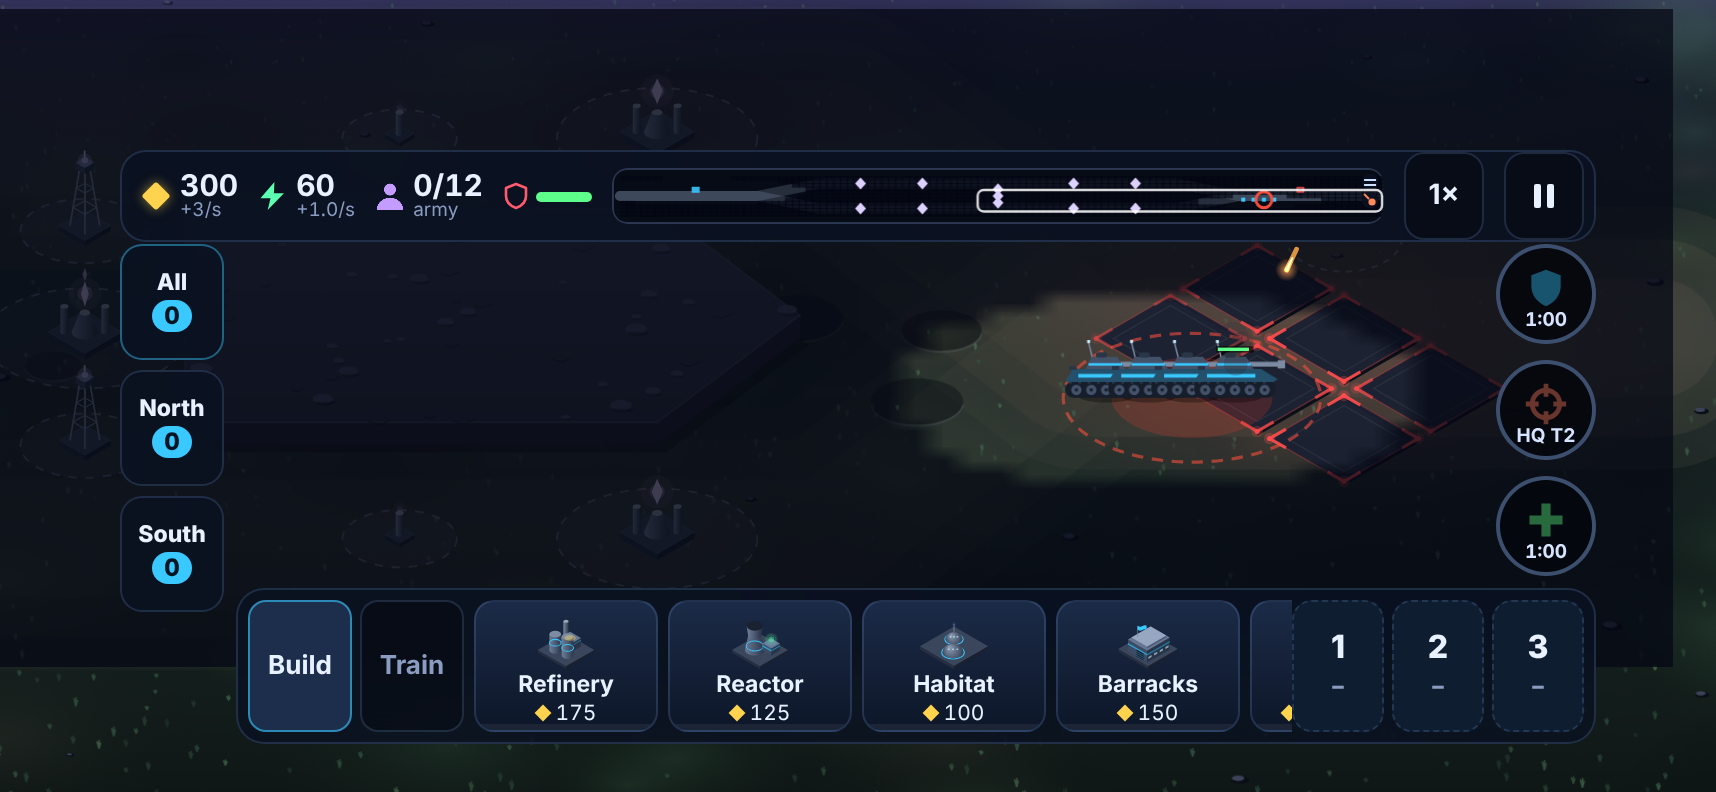 300
+3/s
60
+1.0/s
0/12
army
1×
All
0
North
0
South
0
1:00
HQ T2
1:00
Build
Train
Refinery
175
Reactor
125
Habitat
100
Barracks
150
1
-
2
-
3
-